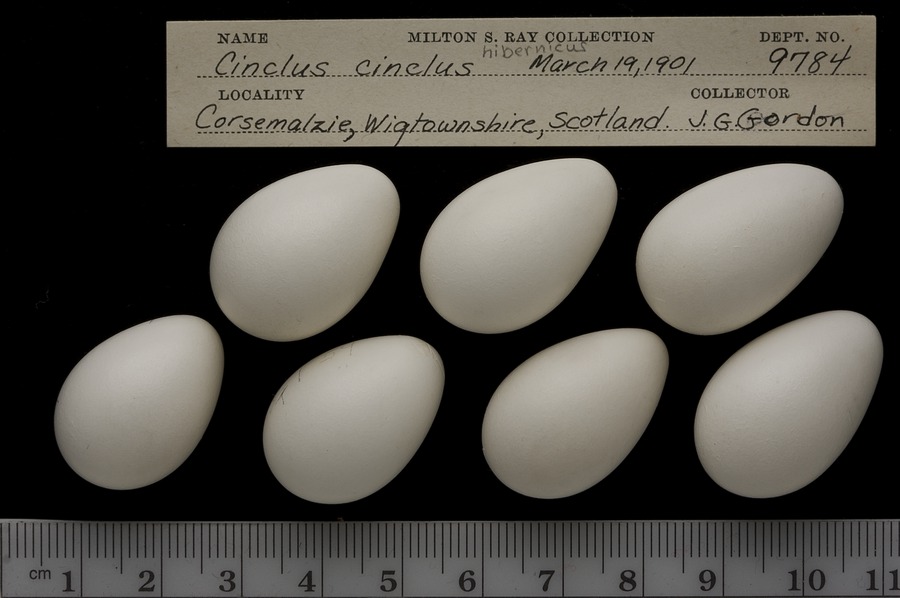 NAME MILTON S. RAY COLLECTION DEPT. NO.
hibernicus
Cinclus cinclus March 19, 1901 9784
LOCALITY COLLECTOR
Corsemalzie, Wigtownshire, Scotland. J. G. Gordon
cm 1 2 3 4 5 6 7 8 9 10 11